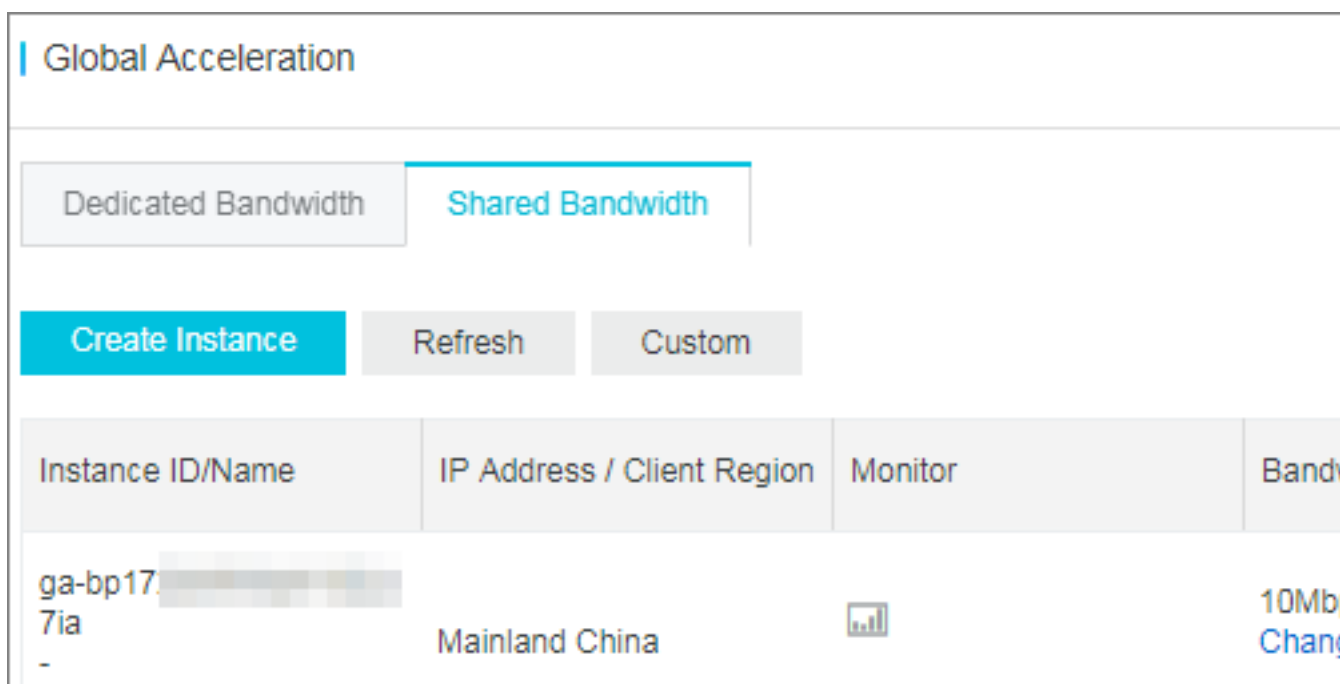 Global Acceleration
Dedicated Bandwidth Shared Bandwidth
Create Instance Refresh Custom
Instance ID/Name IP Address / Client Region Monitor
ga-bp17
7ia
Mainland China
-